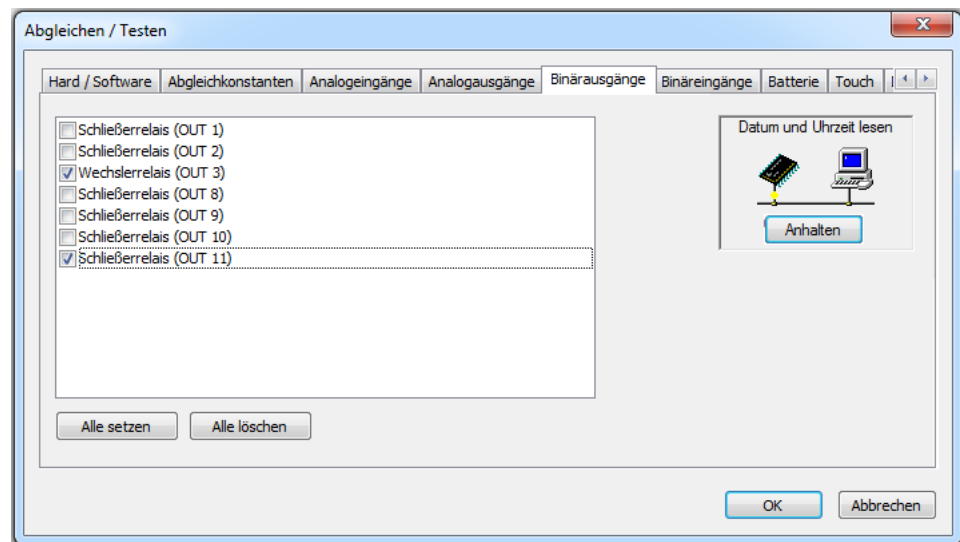 Abgleichen / Testen
Hard / Software Abgleichkonstanten Analogeingänge Analogausgänge Binärausgänge Binäreingänge Batterie Touch
Schließerrelais (OUT 1)
Schließerrelais (OUT 2)
Wechslerrelais (OUT 3)
Schließerrelais (OUT 8)
Schließerrelais (OUT 9)
Schließerrelais (OUT 10)
Schließerrelais (OUT 11)
Datum und Uhrzeit lesen
Anhalten
Alle setzen Alle löschen
OK Abbrechen